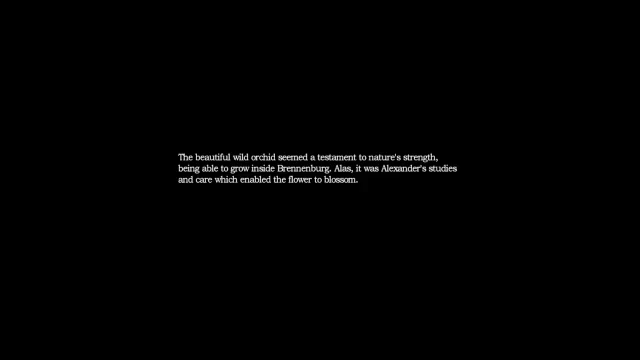 The beautiful wild orchid seemed a testament to nature's strength,
being able to grow inside Brennenburg. Alas, it was Alexander's studies
and care which enabled the flower to blossom.